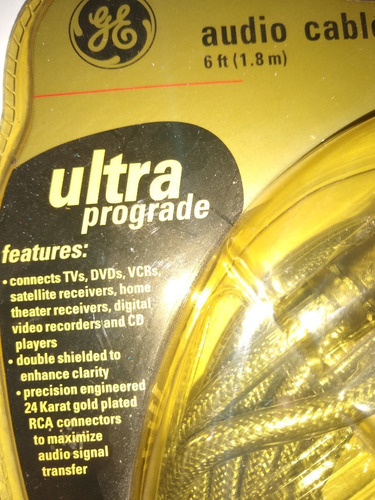 GE
audio cable
6 ft (1.8 m)
ultra
prograde
features:
• connects TVs, DVDs, VCRs,
satellite receivers, home
theater receivers, digital
video recorders and CD
players
• double shielded to
enhance clarity
• precision engineered
24 Karat gold plated
RCA connectors
to maximize
audio signal
transfer